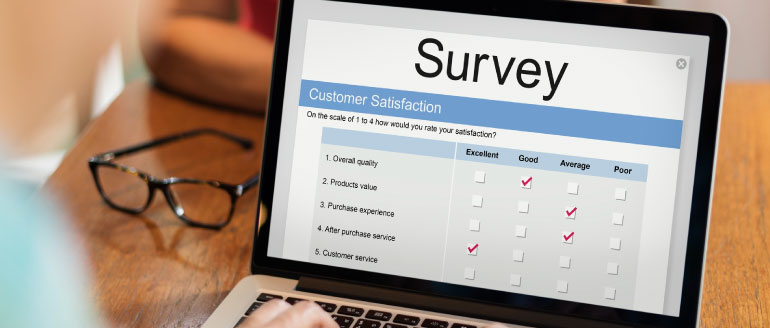 Survey
Customer Satisfaction
On the scale of 1 to 4 how would you rate your satisfaction?
Excellent Good Average Poor
1. Overall quality
2. Products value
3. Purchase experience
4. After purchase service
5. Customer service